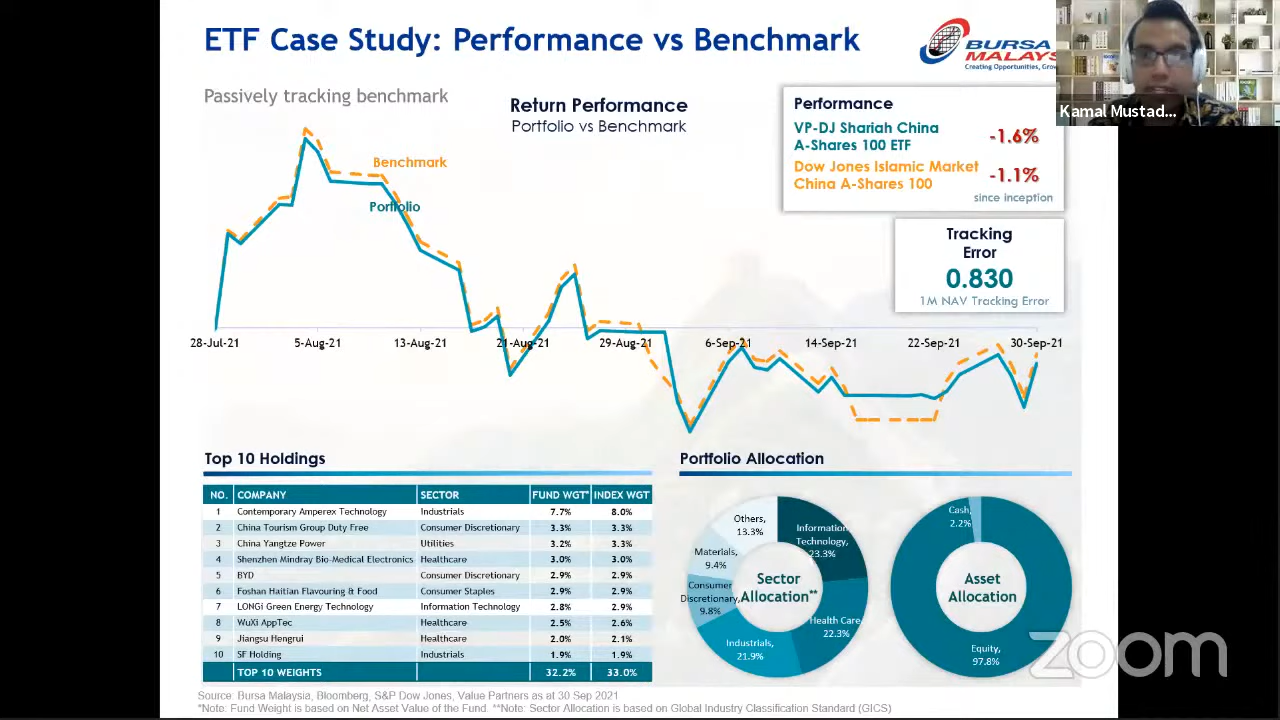 ETF Case Study: Performance vs Benchmark
BURSA
MALAYS
Creating Opportunities, Grow
Kamal Mustad...
Passively tracking benchmark
Return Performance
Portfolio vs Benchmark
Benchmark
Portfolio
Performance
VP-DJ Shariah China
A-Shares 100 ETF
-1.6%
Dow Jones Islamic Market
China A-Shares 100
-1.1%
since inception
Tracking
Error
0.830
1M NAV Tracking Error
28-Jul-21 5-Aug-21 13-Aug-21 21-Aug-21 29-Aug-21 6-Sep-21 14-Sep-21 22-Sep-21 30-Sep-21
Top 10 Holdings
NO. COMPANY SECTOR FUND WGT* INDEX WGT
1 Contemporary Amperex Technology Industrials 7.7% 8.0%
2 China Tourism Group Duty Free Consumer Discretionary 3.3% 3.3%
3 China Yangtze Power Utilities 3.2% 3.3%
4 Shenzhen Mindray Bio-Medical Electronics Healthcare 3.0% 3.0%
5 BYD Consumer Discretionary 2.9% 2.9%
6 Foshan Haitian Flavouring & Food Consumer Staples 2.9% 2.9%
7 LONGi Green Energy Technology Information Technology 2.8% 2.9%
8 WuXi AppTec Healthcare 2.5% 2.6%
9 Jiangsu Hengrui Healthcare 2.0% 2.1%
10 SF Holding Industrials 1.9% 1.9%
TOP 10 WEIGHTS 32.2% 33.0%
Portfolio Allocation
Others,
13.3%
Information
Technology,
23.3%
Materials,
9.4%
Consumer
Discretionary,
9.8%
Sector
Allocation**
Health Care
22.3%
Industrials,
21.9%
Cash,
2.2%
Asset
Allocation
Equity,
97.8%
zoom
Source: Bursa Malaysia, Bloomberg, S&P Dow Jones, Value Partners as at 30 Sep 2021
*Note: Fund Weight is based on Net Asset Value of the Fund. **Note: Sector Allocation is based on Global Industry Classification Standard (GICS)